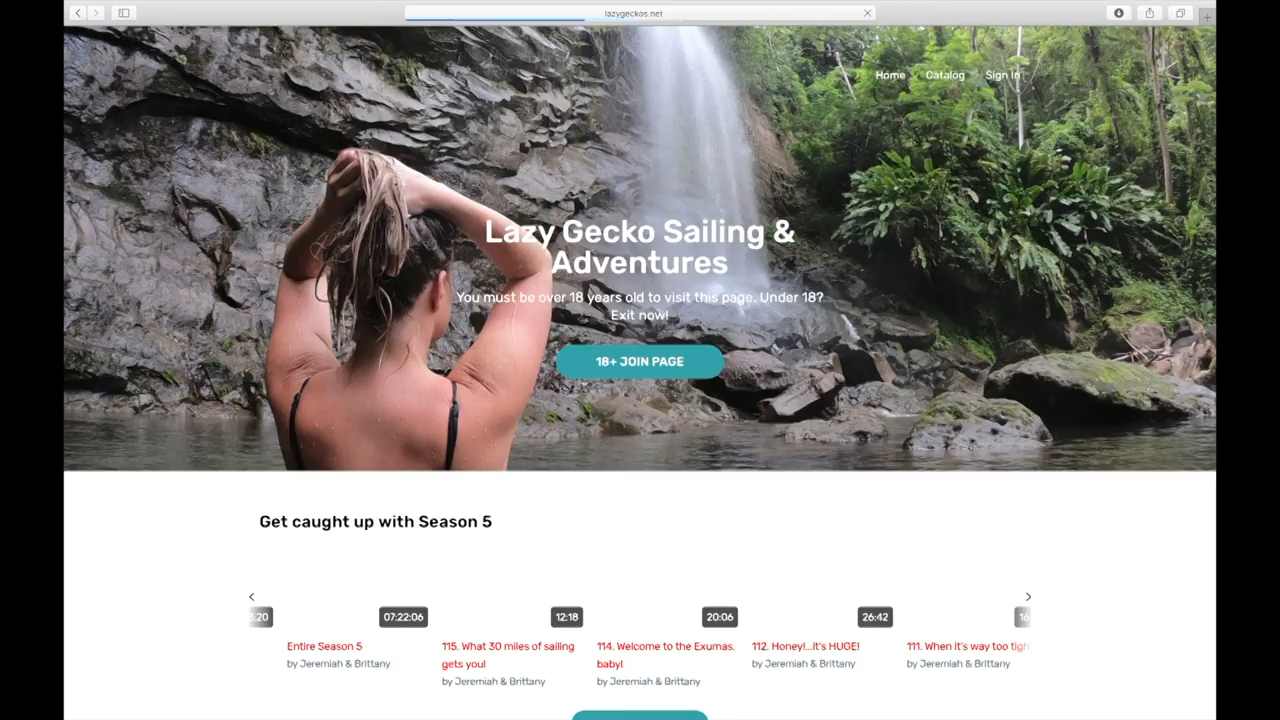 lazygeckos.net
Home Catalog Sign In
Lazy Gecko Sailing &
Adventures
You must be over 18 years old to visit this page. Under 18?
Exit now!
18+ JOIN PAGE
Get caught up with Season 5
:20 07:22:06 12:18 20:06 26:42 16
Entire Season 5
by Jeremiah & Brittany
115. What 30 miles of sailing
gets you!
by Jeremiah & Brittany
114. Welcome to the Exumas,
baby!
by Jeremiah & Brittany
112. Honey!...it's HUGE!
by Jeremiah & Brittany
111. When it's way too tigh
by Jeremiah & Brittany